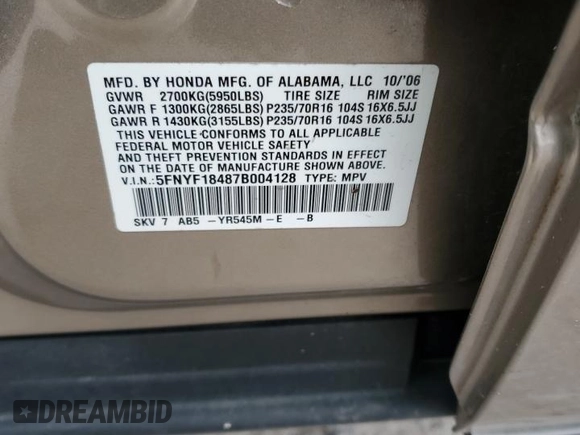 MFD. BY HONDA MFG. OF ALABAMA, LLC 10/'06
GVWR 2700KG(5950LBS) TIRE SIZE RIM SIZE
GAWR F 1300KG(2865LBS) P235/70R16 104S 16X6.5JJ
GAWR R 1430KG(3155LBS) P235/70R16 104S 16X6.5JJ
THIS VEHICLE CONFORMS TO ALL APPLICABLE
FEDERAL MOTOR VEHICLE SAFETY
AND THEFT PREVENTION STANDARDS IN EFFECT
ON THE DATE OF MANUFACTURE SHOWN ABOVE.
V.I.N.: 5FNYF18487B004128 TYPE: MPV
SKV 7 AB5 -YR545M -E -B
DREAMBID